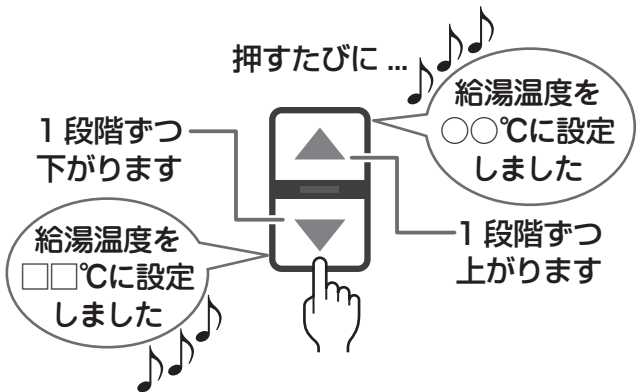 押すたびに ...
給湯温度を
○○℃に設定
しました
1 段階ずつ
下がります
1 段階ずつ
上がります
給湯温度を
□□℃に設定
しました